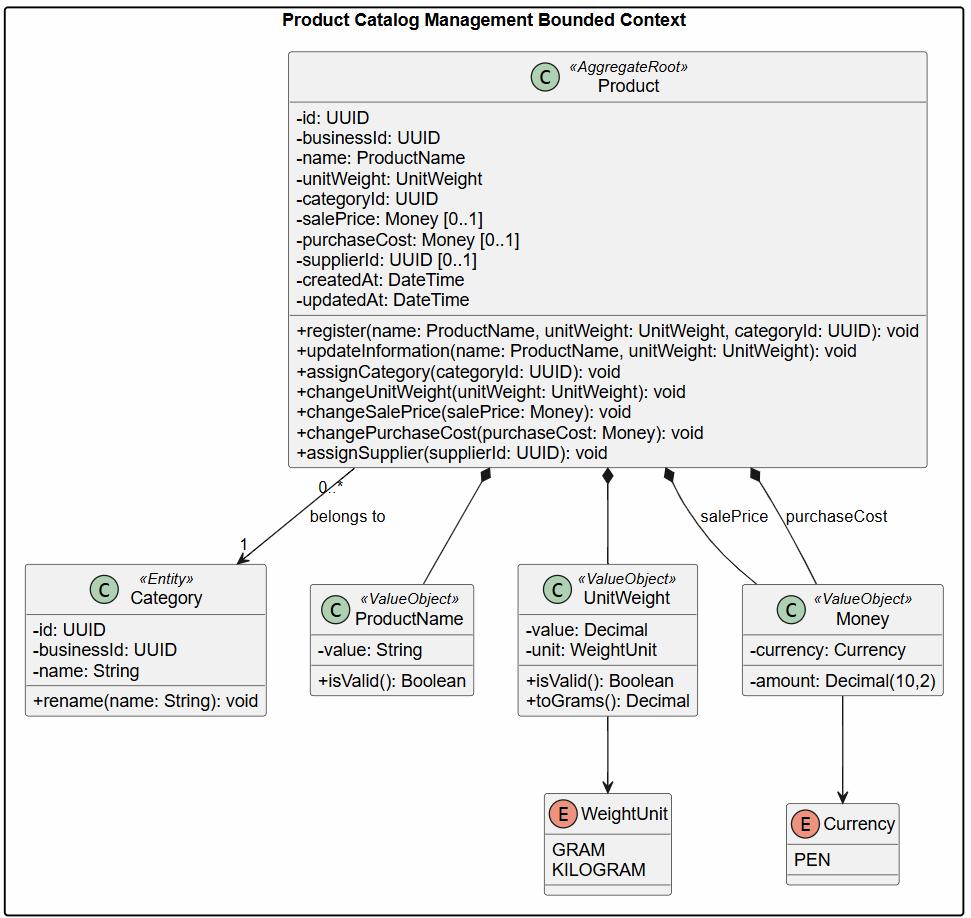 Product Catalog Management Bounded Context
C
«AggregateRoot»
Product
-id: UUID
-businessId: UUID
-name: ProductName
-unitWeight: UnitWeight
-categoryId: UUID
-salePrice: Money [0..1]
-purchaseCost: Money [0..1]
-supplierId: UUID [0..1]
-createdAt: DateTime
-updatedAt: DateTime
+register(name: ProductName, unitWeight: UnitWeight, categoryId: UUID): void
+updateInformation(name: ProductName, unitWeight: UnitWeight): void
+assignCategory(categoryId: UUID): void
+changeUnitWeight(unitWeight: UnitWeight): void
+changeSalePrice(salePrice: Money): void
+changePurchaseCost(purchaseCost: Money): void
+assignSupplier(supplierId: UUID): void
0..*
belongs to
1
salePrice
purchaseCost
C
«Entity»
Category
-id: UUID
-businessId: UUID
-name: String
+rename(name: String): void
C
«ValueObject»
ProductName
-value: String
+isValid(): Boolean
C
«ValueObject»
UnitWeight
-value: Decimal
-unit: WeightUnit
+isValid(): Boolean
+toGrams(): Decimal
C
«ValueObject»
Money
-currency: Currency
-amount: Decimal(10,2)
E WeightUnit
GRAM
KILOGRAM
E Currency
PEN